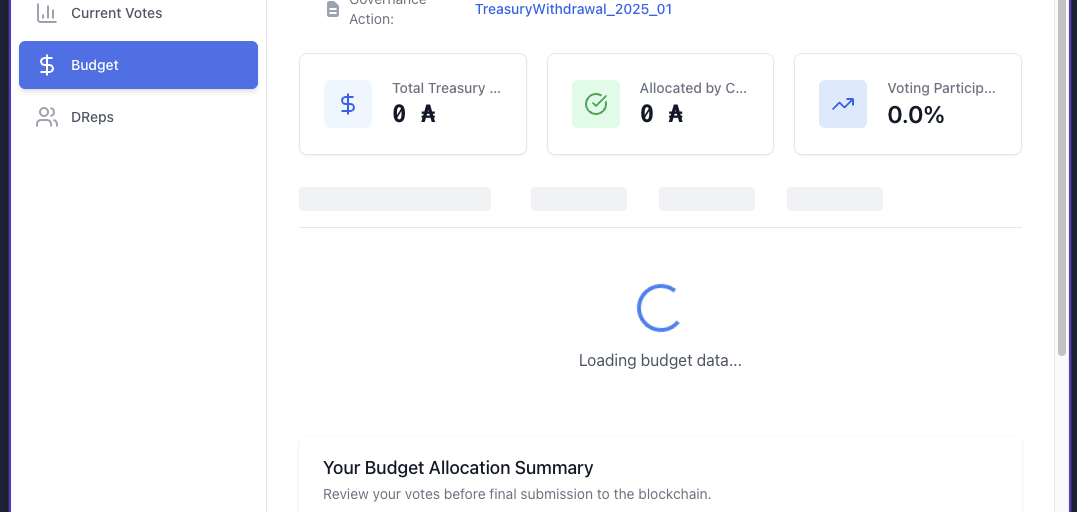 Current Votes
Budget
DReps
Governance
Action:
TreasuryWithdrawal_2025_01
Total Treasury ...
0 ₳
Allocated by C...
0 ₳
Voting Particip...
0.0%
Loading budget data...
Your Budget Allocation Summary
Review your votes before final submission to the blockchain.